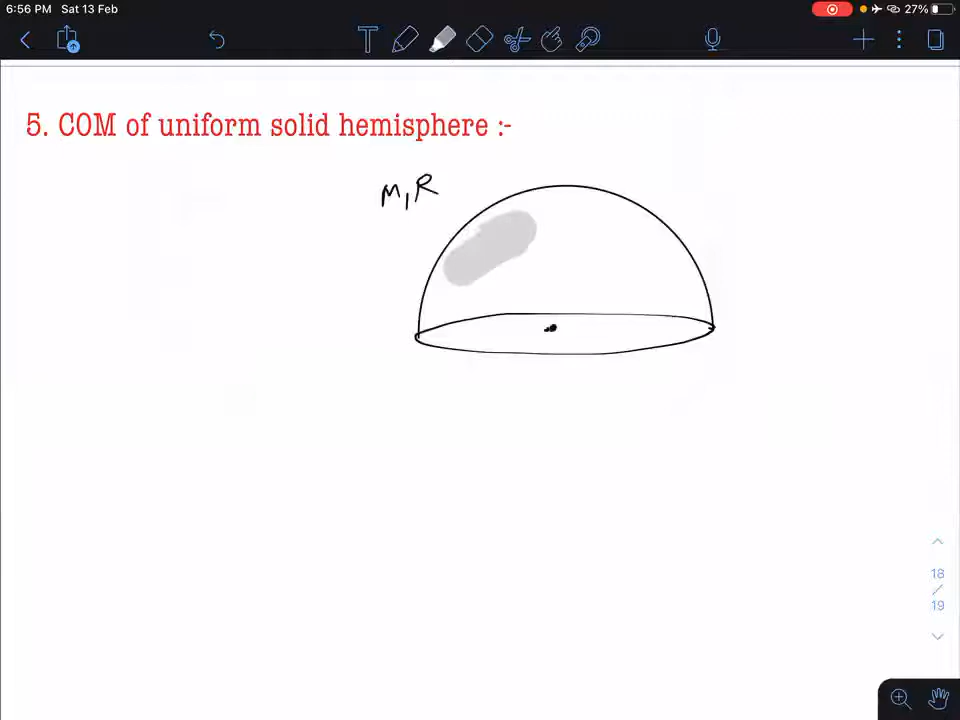 6:56 PM Sat 13 Feb 27%
T
5. COM of uniform solid hemisphere :-
M, R
18
/
19